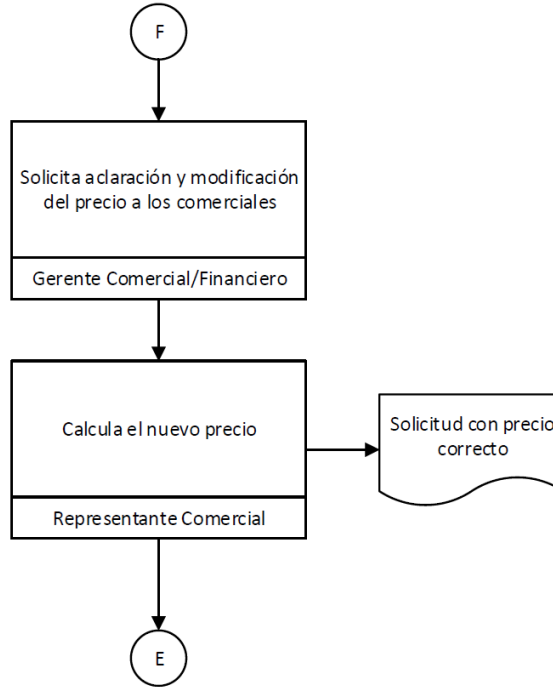 F
Solicita aclaración y modificación
del precio a los comerciales
Gerente Comercial/Financiero
Calcula el nuevo precio
Solicitud con precio
correcto
Representante Comercial
E